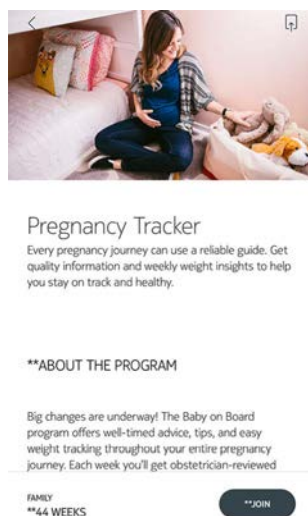 Pregnancy Tracker
Every pregnancy journey can use a reliable guide. Get
quality information and weekly weight insights to help
you stay on track and healthy.
**ABOUT THE PROGRAM
Big changes are underway! The Baby on Board
program offers well-timed advice, tips, and easy
weight tracking throughout your entire pregnancy
journey. Each week you'll get obstetrician-reviewed
FAMILY
**44 WEEKS
**JOIN